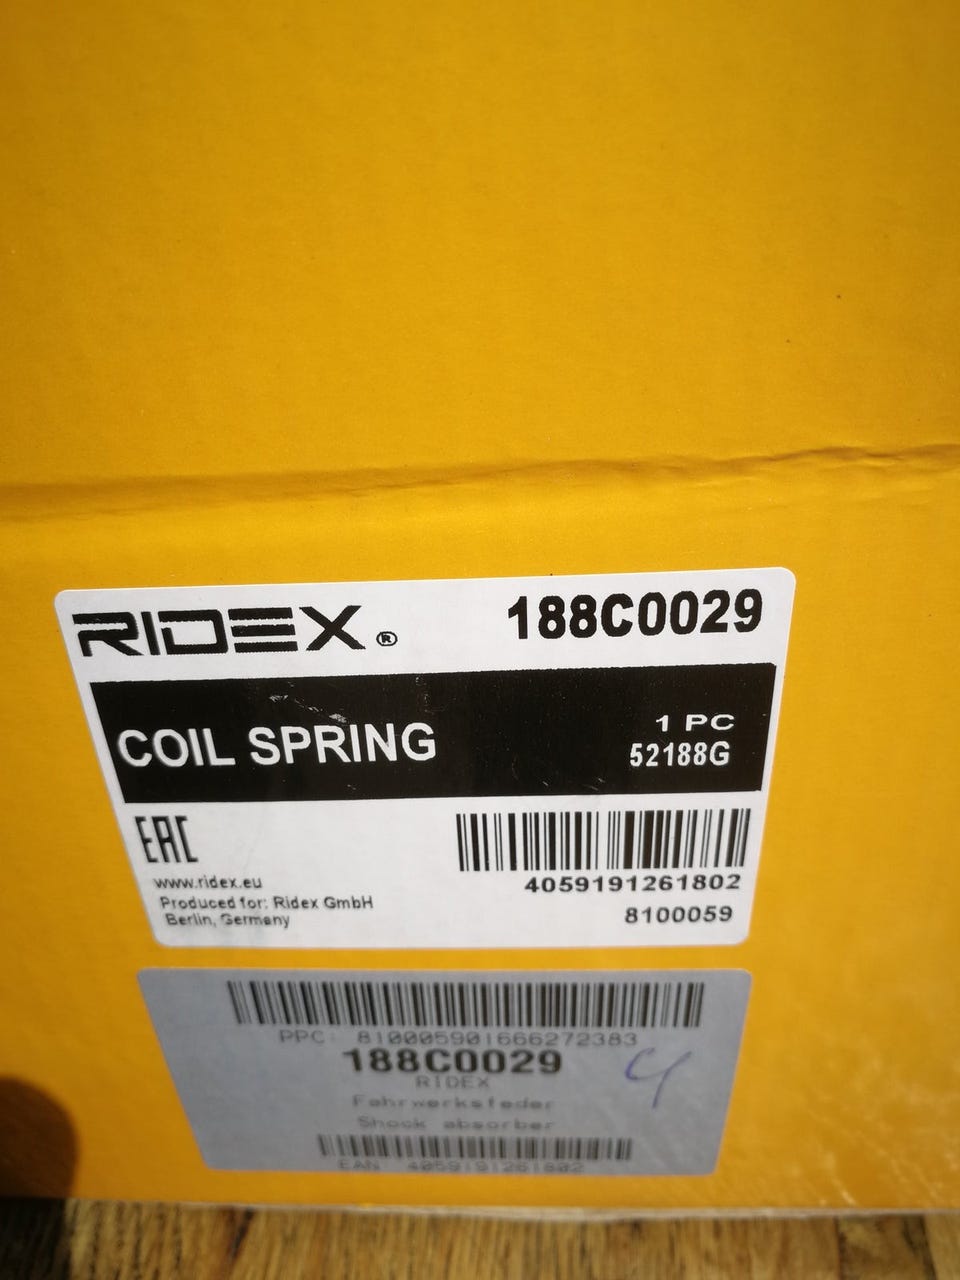 RIDEX®
188C0029
COIL SPRING
1 PC
52188G
EAC
www.ridex.eu
Produced for: Ridex GmbH
Berlin, Germany
4059191261802
8100059
PPC: 810005901666272383
188C0029
RIDEX
Fahrwerksfeder
Shock absorber
EAN 4059191261802